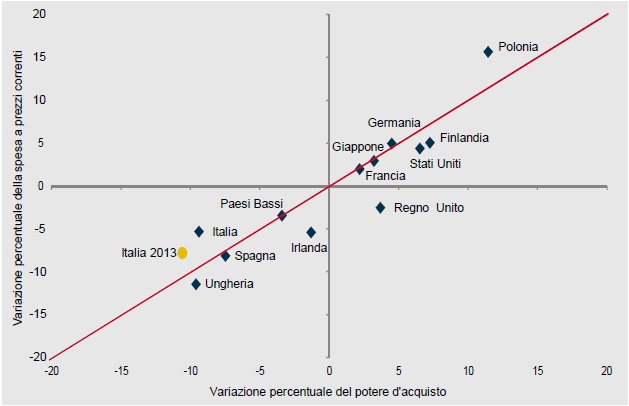 Variazione percentuale della spesa a prezzi correnti
20
15
10
5
0
-5
-10
-15
-20
Polonia
Germania
Finlandia
Giappone
Stati Uniti
Francia
Paesi Bassi
Regno Unito
Italia
Irlanda
Italia 2013
Spagna
Ungheria
-20 -15 -10 -5 0 5 10 15 20
Variazione percentuale del potere d'acquisto